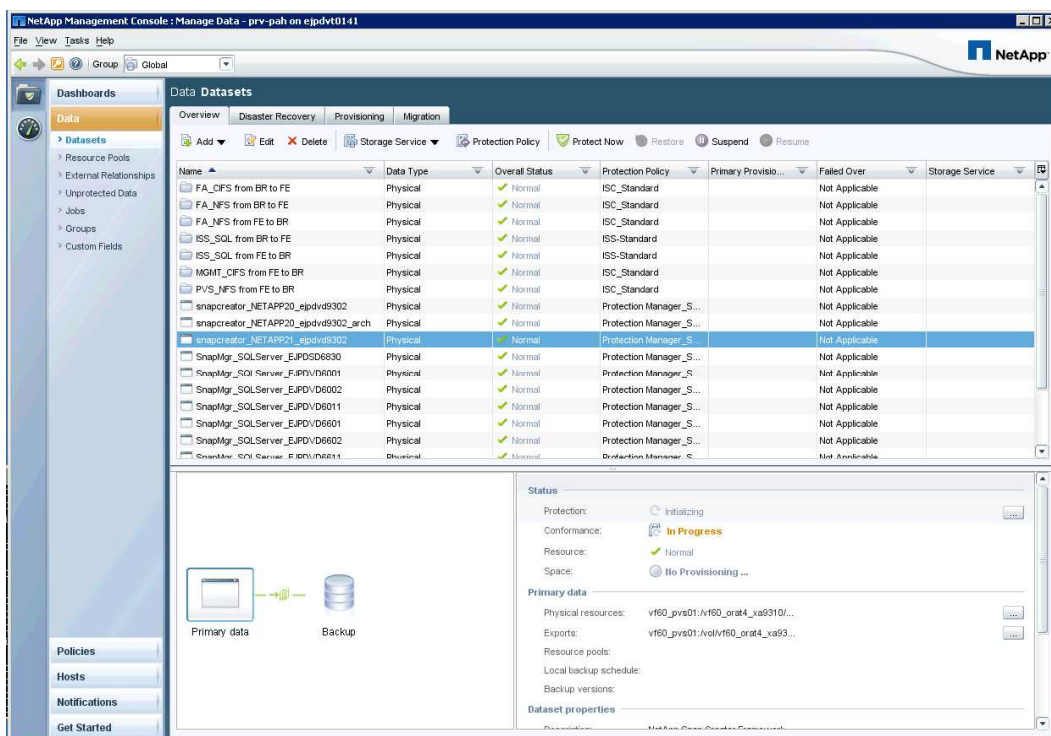 NetApp Management Console : Manage Data - prv-pah on ejpdvt0141
File View Tasks Help
Group Global
NetApp
Dashboards
Data
Datasets
Resource Pools
External Relationships
Unprotected Data
Jobs
Groups
Custom Fields
Policies
Hosts
Notifications
Get Started
Data Datasets
Overview Disaster Recovery Provisioning Migration
Add Edit Delete Storage Service Protection Policy Protect Now Restore Suspend Resume
Name Data Type Overall Status Protection Policy Primary Provisio... Failed Over Storage Service
FA_CIFS from BR to FE Physical Normal ISC_Standard Not Applicable
FA_NFS from BR to FE Physical Normal ISC_Standard Not Applicable
FA_NFS from FE to BR Physical Normal ISC_Standard Not Applicable
ISS_SQL from BR to FE Physical Normal ISS-Standard Not Applicable
ISS_SQL from FE to BR Physical Normal ISS-Standard Not Applicable
MGMT_CIFS from FE to BR Physical Normal ISC_Standard Not Applicable
PVS_NFS from FE to BR Physical Normal ISC_Standard Not Applicable
snapcreator_NETAPP20_ejpdvd9302 Physical Normal Protection Manager_S... Not Applicable
snapcreator_NETAPP20_ejpdvd9302_arch Physical Normal Protection Manager_S... Not Applicable
snapcreator_NETAPP21_ejpdvd9302 Physical Normal Protection Manager_S... Not Applicable
SnapMgr_SQLServer_EJPDSD6830 Physical Normal Protection Manager_S... Not Applicable
SnapMgr_SQLServer_EJPDVD6001 Physical Normal Protection Manager_S... Not Applicable
SnapMgr_SQLServer_EJPDVD6002 Physical Normal Protection Manager_S... Not Applicable
SnapMgr_SQLServer_EJPDVD6011 Physical Normal Protection Manager_S... Not Applicable
SnapMgr_SQLServer_EJPDVD6601 Physical Normal Protection Manager_S... Not Applicable
SnapMgr_SQLServer_EJPDVD6602 Physical Normal Protection Manager_S... Not Applicable
SnapMgr_SQLServer_EJPDVD6611 Physical Normal Protection Manager_S... Not Applicable
Primary data
Backup
Status
Protection: Initializing ...
Conformance: In Progress
Resource: Normal
Space: No Provisioning ...
Primary data
Physical resources: vf60_pvs01:/vf60_orat4_xa9310/... ...
Exports: vf60_pvs01:/vol/vf60_orat4_xa93... ...
Resource pools:
Local backup schedule:
Backup versions:
Dataset properties
Description: NetApp Snap Creator Framework